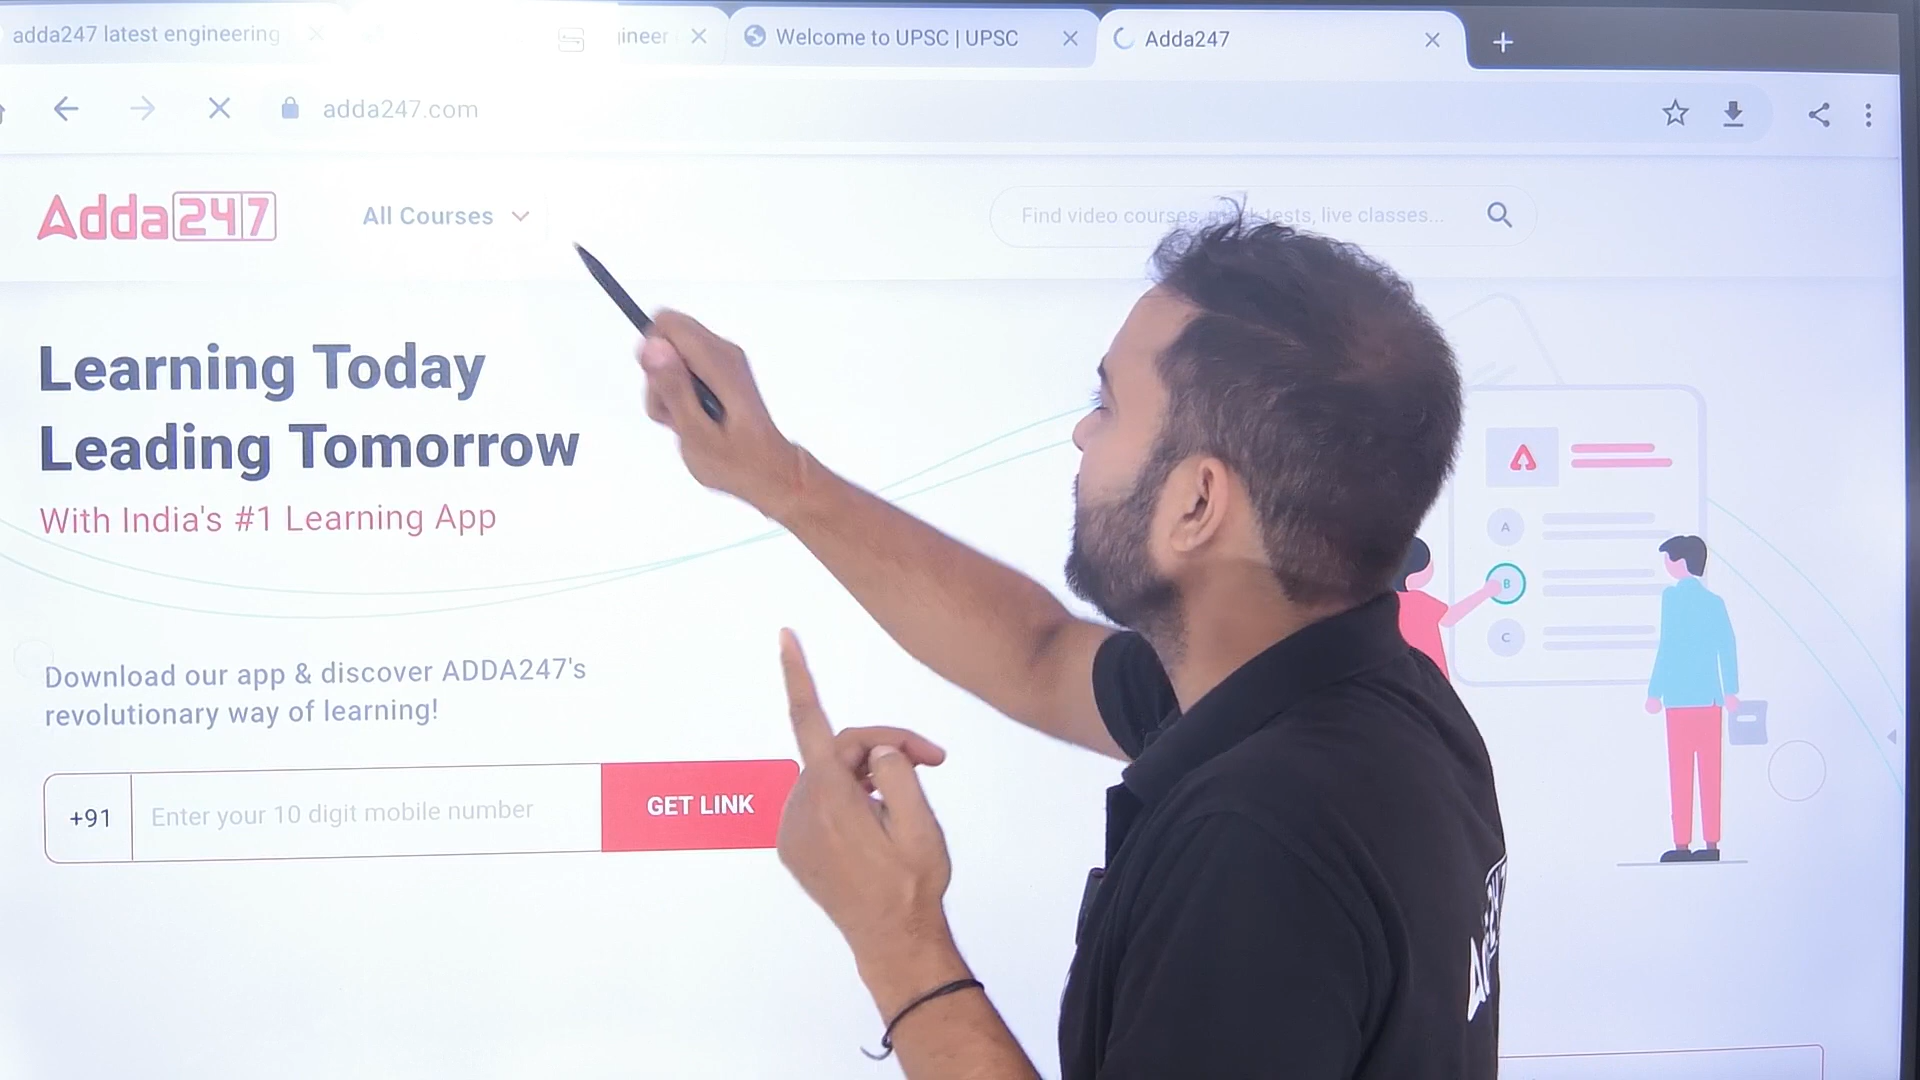 adda247 latest engineering
Welcome to UPSC | UPSC
Adda247
adda247.com
Adda247
All Courses
Find video courses, mock tests, live classes...
Learning Today
Leading Tomorrow
With India's #1 Learning App
A
B
C
Download our app & discover ADDA247's
revolutionary way of learning!
+91
Enter your 10 digit mobile number
GET LINK